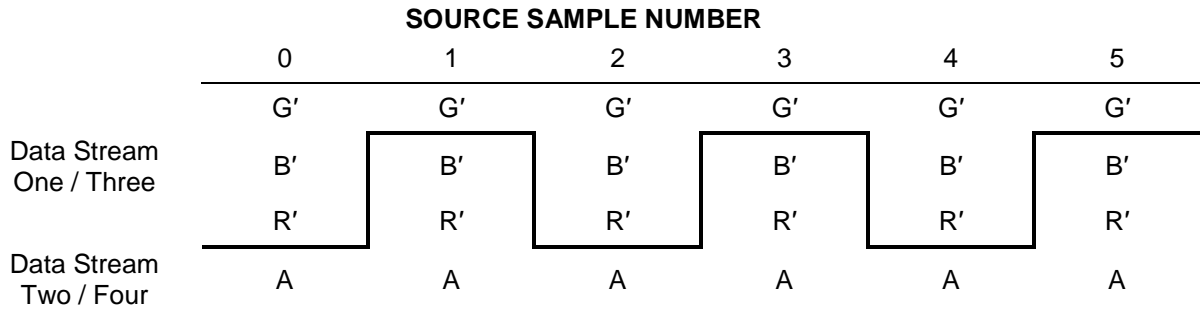 SOURCE SAMPLE NUMBER
0 1 2 3 4 5
G′ G′ G′ G′ G′ G′
Data Stream
One / Three
B′ B′ B′ B′ B′ B′
R′ R′ R′ R′ R′ R′
Data Stream
Two / Four
A A A A A A